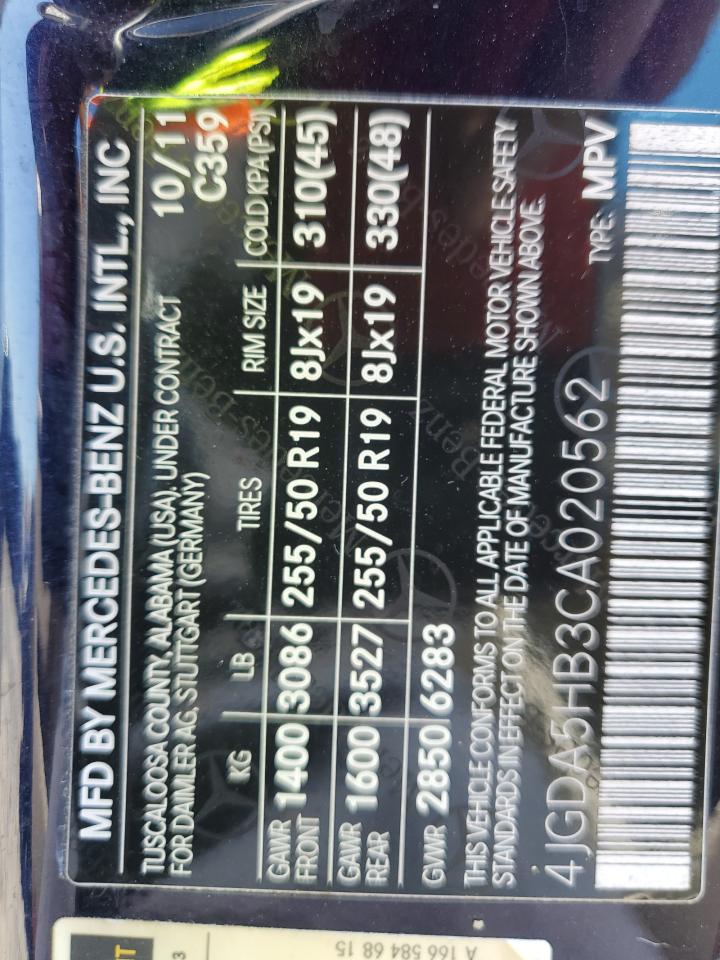 MFD BY MERCEDES-BENZ U.S. INTL., INC
TUSCALOOSA COUNTY, ALABAMA (USA), UNDER CONTRACT 10/11
FOR DAIMLER AG, STUTTGART (GERMANY) C359
KG LB TIRES RIM SIZE COLD KPA(PSI)
GAWR FRONT 1400 3086 255/50 R19 8Jx19 310(45)
GAWR REAR 1600 3527 255/50 R19 8Jx19 330(48)
GVWR 2850 6283
THIS VEHICLE CONFORMS TO ALL APPLICABLE FEDERAL MOTOR VEHICLE SAFETY
STANDARDS IN EFFECT ON THE DATE OF MANUFACTURE SHOWN ABOVE.
4JGDA5HB3CA020562 TYPE: MPV
A 166 584 68 15